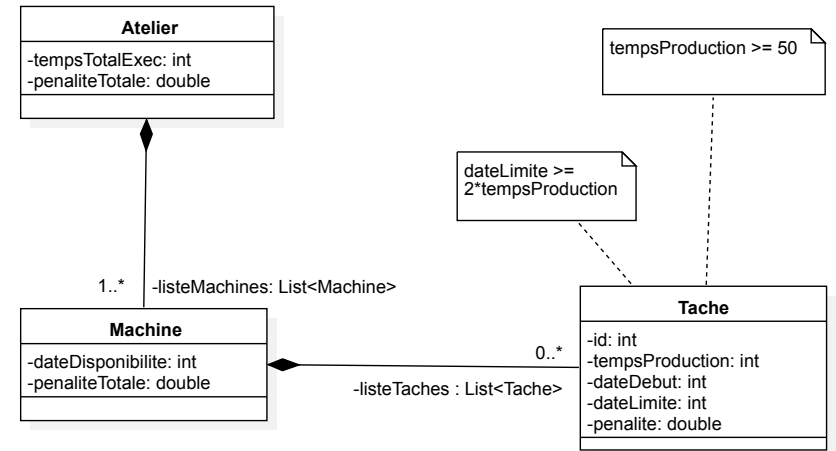 Atelier
-tempsTotalExec: int
-penaliteTotale: double
tempsProduction >= 50
dateLimite >=
2*tempsProduction
1..*
-listeMachines: List<Machine>
Machine
-dateDisponibilite: int
-penaliteTotale: double
0..*
-listeTaches : List<Tache>
Tache
-id: int
-tempsProduction: int
-dateDebut: int
-dateLimite: int
-penalite: double